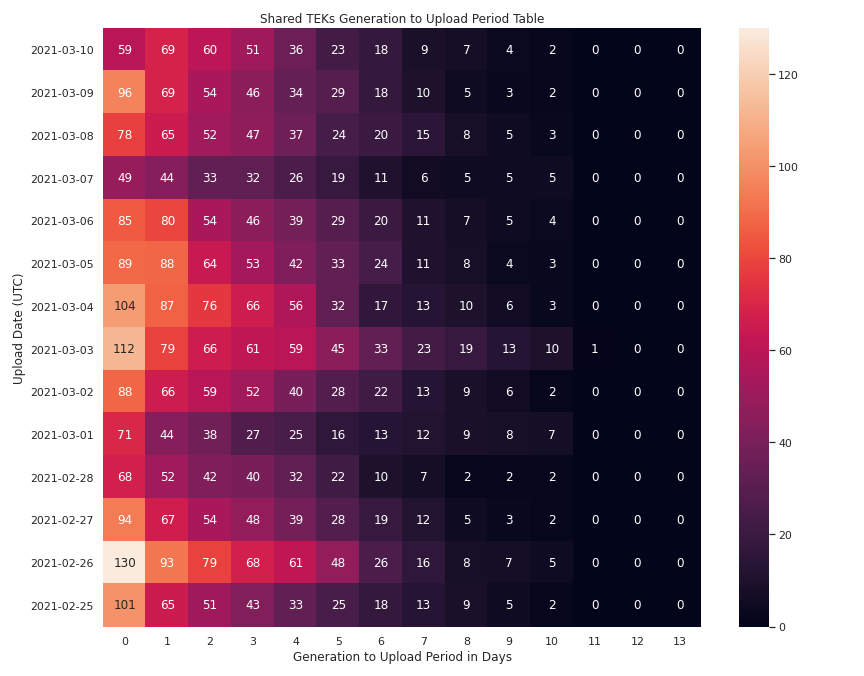 Shared TEKs Generation to Upload Period Table
2021-03-10 59 69 60 51 36 23 18 9 7 4 2 0 0 0
120
2021-03-09 96 69 54 46 34 29 18 10 5 3 2 0 0 0
2021-03-08 78 65 52 47 37 24 20 15 8 5 3 0 0 0
100
2021-03-07 49 44 33 32 26 19 11 6 5 5 5 0 0 0
2021-03-06 85 80 54 46 39 29 20 11 7 5 4 0 0 0
80
2021-03-05 89 88 64 53 42 33 24 11 8 4 3 0 0 0
2021-03-04 104 87 76 66 56 32 17 13 10 6 3 0 0 0
Upload Date (UTC)
2021-03-03 112 79 66 61 59 45 33 23 19 13 10 1 0 0
60
2021-03-02 88 66 59 52 40 28 22 13 9 6 2 0 0 0
2021-03-01 71 44 38 27 25 16 13 12 9 8 7 0 0 0
40
2021-02-28 68 52 42 40 32 22 10 7 2 2 2 0 0 0
2021-02-27 94 67 54 48 39 28 19 12 5 3 2 0 0 0
20
2021-02-26 130 93 79 68 61 48 26 16 8 7 5 0 0 0
2021-02-25 101 65 51 43 33 25 18 13 9 5 2 0 0 0
0
0 1 2 3 4 5 6 7 8 9 10 11 12 13
Generation to Upload Period in Days